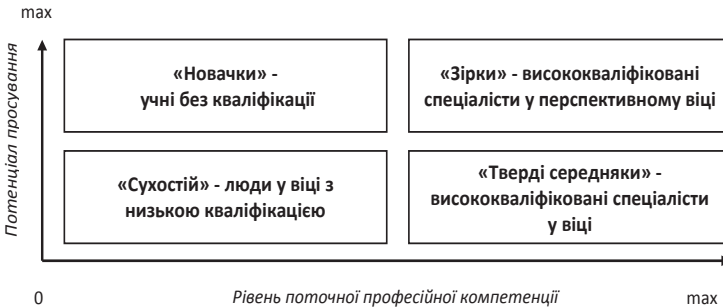 max
Потенціал просування
«Новачки» -
учні без кваліфікації
«Зірки» - висококваліфіковані
спеціалісти у перспективному віці
«Сухостій» - люди у віці з
низькою кваліфікацією
«Тверді середняки» -
висококваліфіковані спеціалісти
у віці
0
Рівень поточної професійної компетенції
max